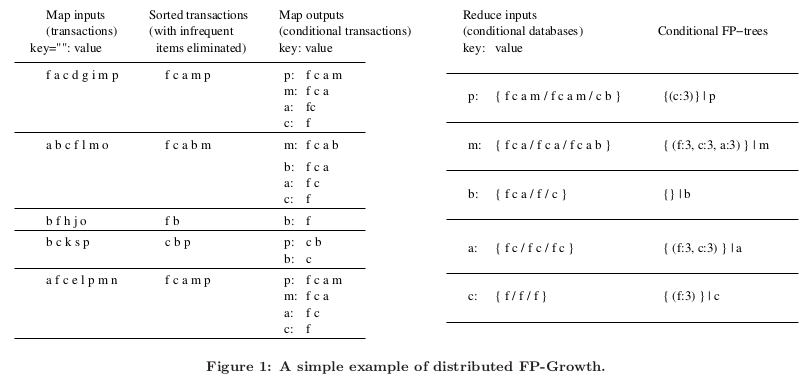 Map inputs Sorted transactions Map outputs
(transactions) (with infrequent (conditional transactions)
key="": value items eliminated) key: value
f a c d g i m p f c a m p p: f c a m
m: f c a
a: fc
c: f
a b c f l m o f c a b m m: f c a b
b: f c a
a: f c
c: f
b f h j o f b b: f
b c k s p c b p p: c b
b: c
a f c e l p m n f c a m p p: f c a m
m: f c a
a: f c
c: f
Reduce inputs
(conditional databases) Conditional FP−trees
key: value
p: { f c a m / f c a m / c b } {(c:3)} | p
m: { f c a / f c a / f c a b } { (f:3, c:3, a:3) } | m
b: { f c a / f / c } {} | b
a: { f c / f c / f c } { (f:3, c:3) } | a
c: { f / f / f } { (f:3) } | c
Figure 1: A simple example of distributed FP-Growth.